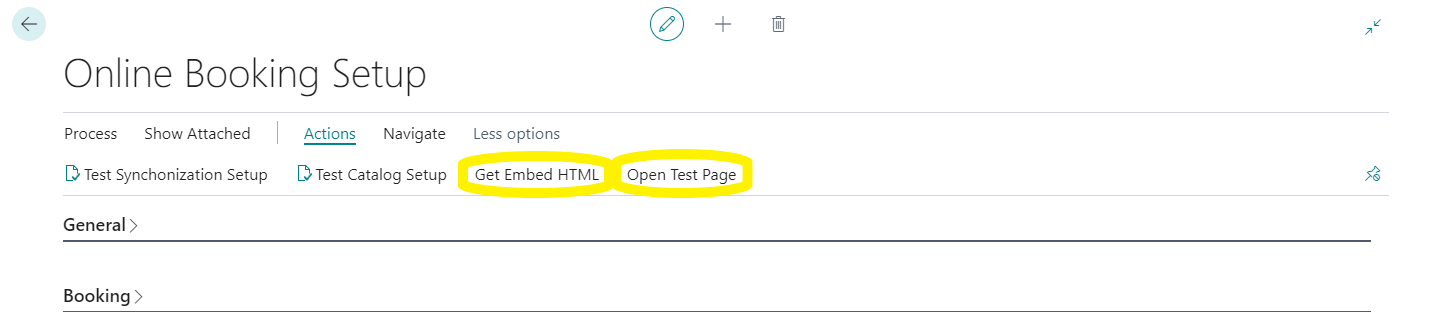 Online Booking Setup
Process Show Attached Actions Navigate Less options
Test Synchonization Setup Test Catalog Setup Get Embed HTML Open Test Page
General
Booking